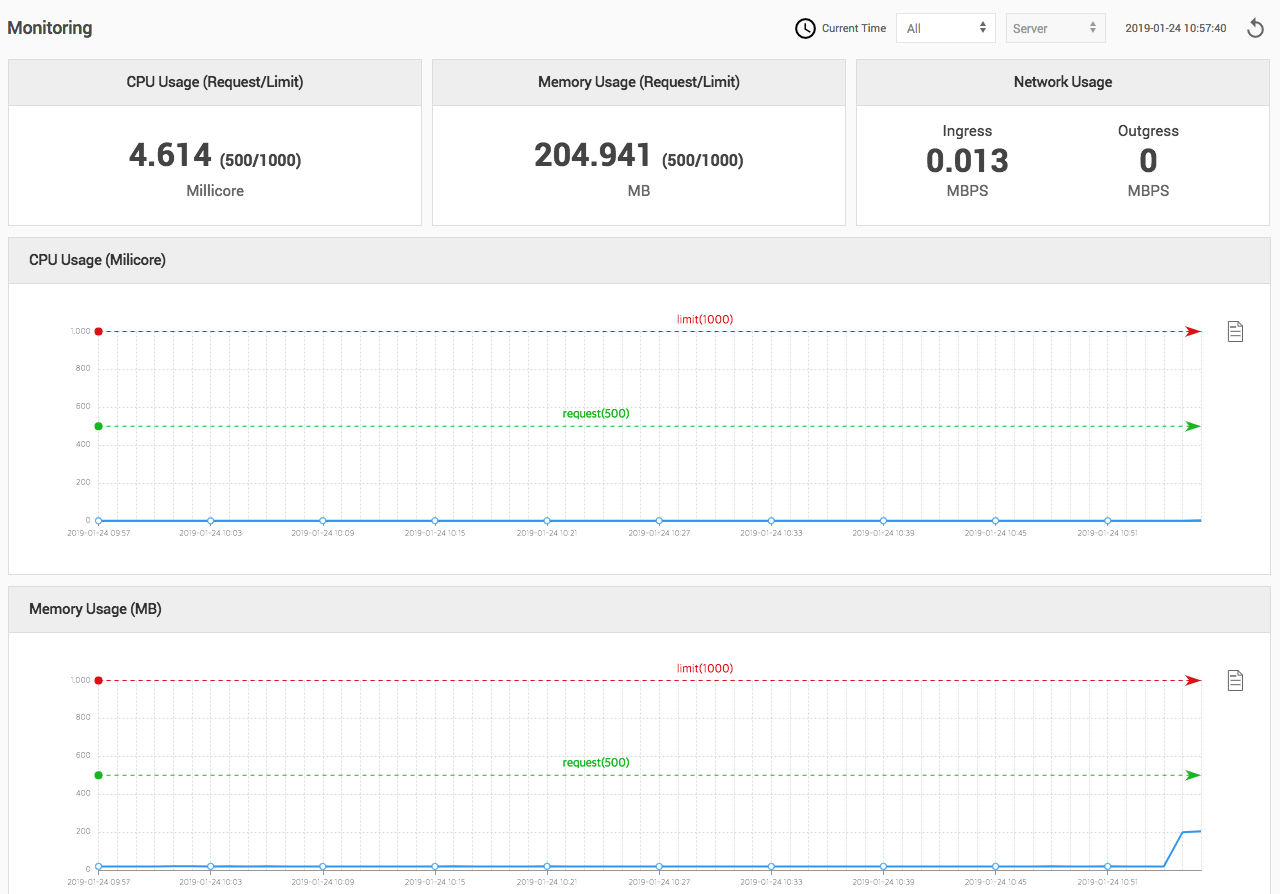 Monitoring
Current Time All Server 2019-01-24 10:57:40
CPU Usage (Request/Limit)
4.614 (500/1000)
Millicore
Memory Usage (Request/Limit)
204.941 (500/1000)
MB
Network Usage
Ingress Outgress
0.013 0
MBPS MBPS
CPU Usage (Milicore)
limit(1000)
1,000
800
600
request(500)
400
200
0
2019-01-24 09:57 2019-01-24 10:03 2019-01-24 10:09 2019-01-24 10:15 2019-01-24 10:21 2019-01-24 10:27 2019-01-24 10:33 2019-01-24 10:39 2019-01-24 10:45 2019-01-24 10:51
Memory Usage (MB)
limit(1000)
1,000
800
600
request(500)
400
200
0
2019-01-24 09:57 2019-01-24 10:03 2019-01-24 10:09 2019-01-24 10:15 2019-01-24 10:21 2019-01-24 10:27 2019-01-24 10:33 2019-01-24 10:39 2019-01-24 10:45 2019-01-24 10:51